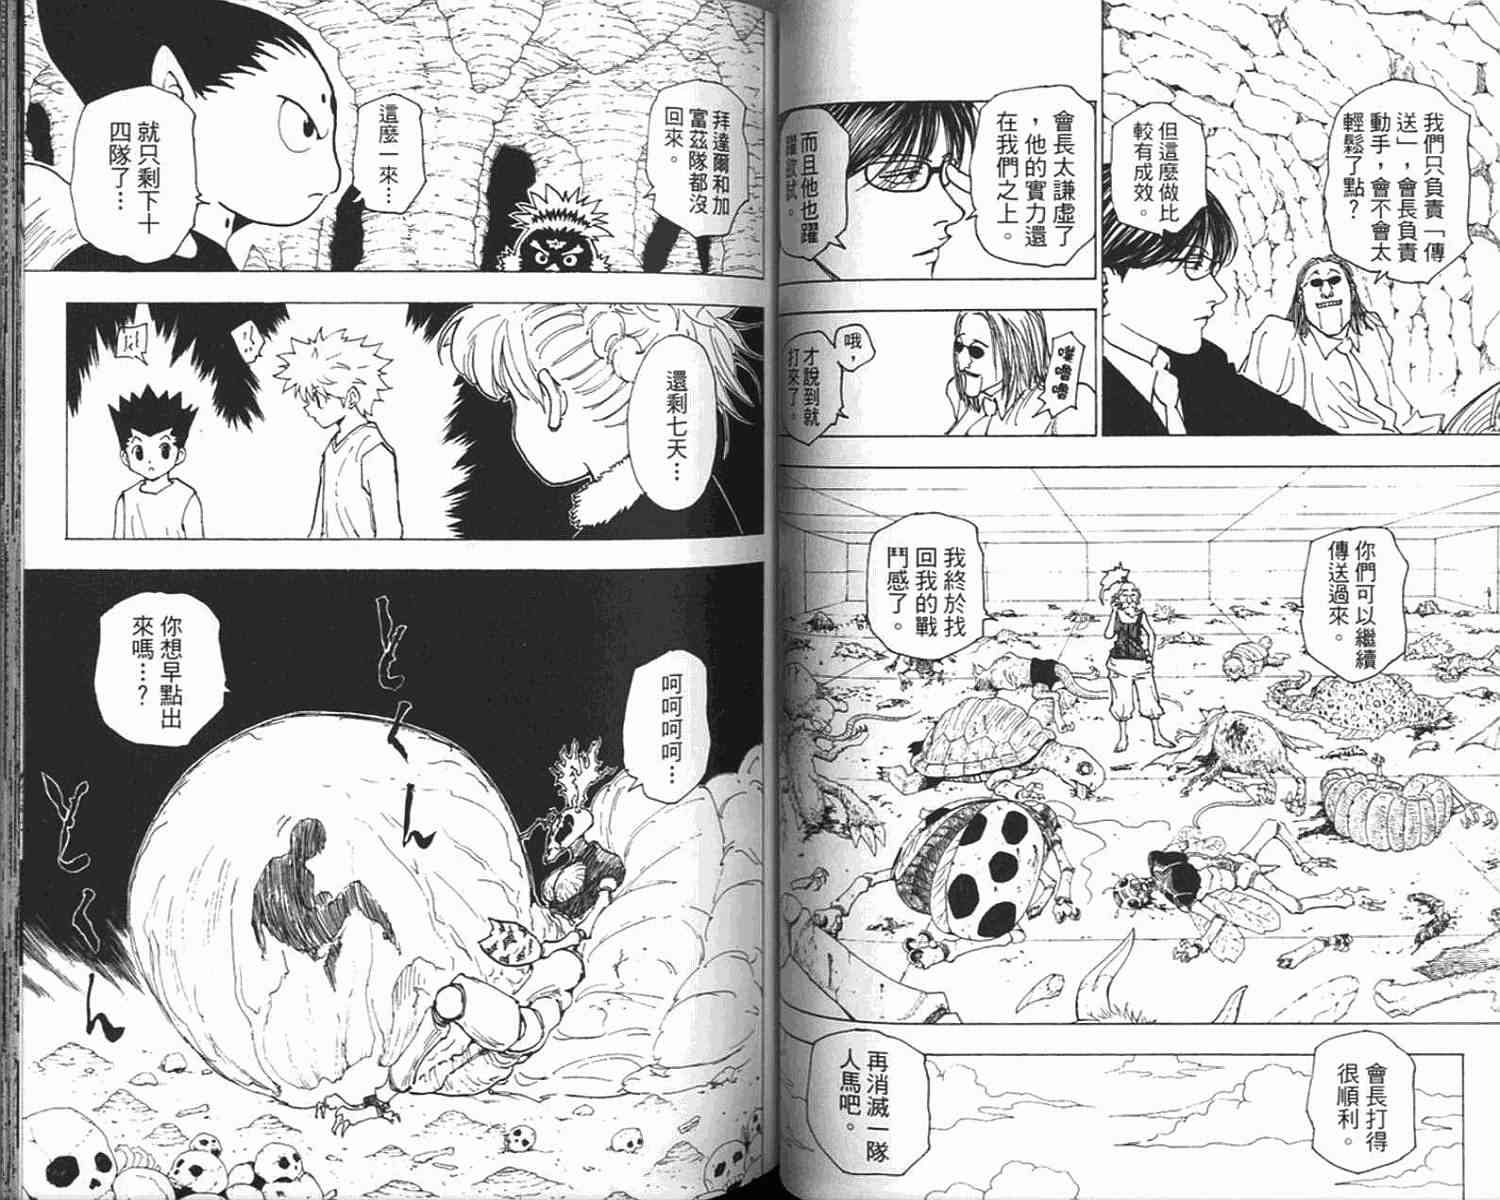 我們只負責「傳
送」，會長負責
動手，會不會太
輕鬆了點？
但這麼做比
較有成效。
會長太謙虛了
，他的實力還
在我們之上。
而且他也躍
躍欲試。
噗嚕嚕
哦，
才說到就
打來了。
你們可以繼續
傳送過來。
我終於找
回我的戰
鬥感了。
會長打得
很順利。
再消滅一隊
人馬吧。
拜達爾和加
富茲隊都沒
回來。
這麼一來…
就只剩下十
四隊了…
還剩七天…
呵呵呵呵…
你想早點出
來嗎…？
ドクン
ドクン